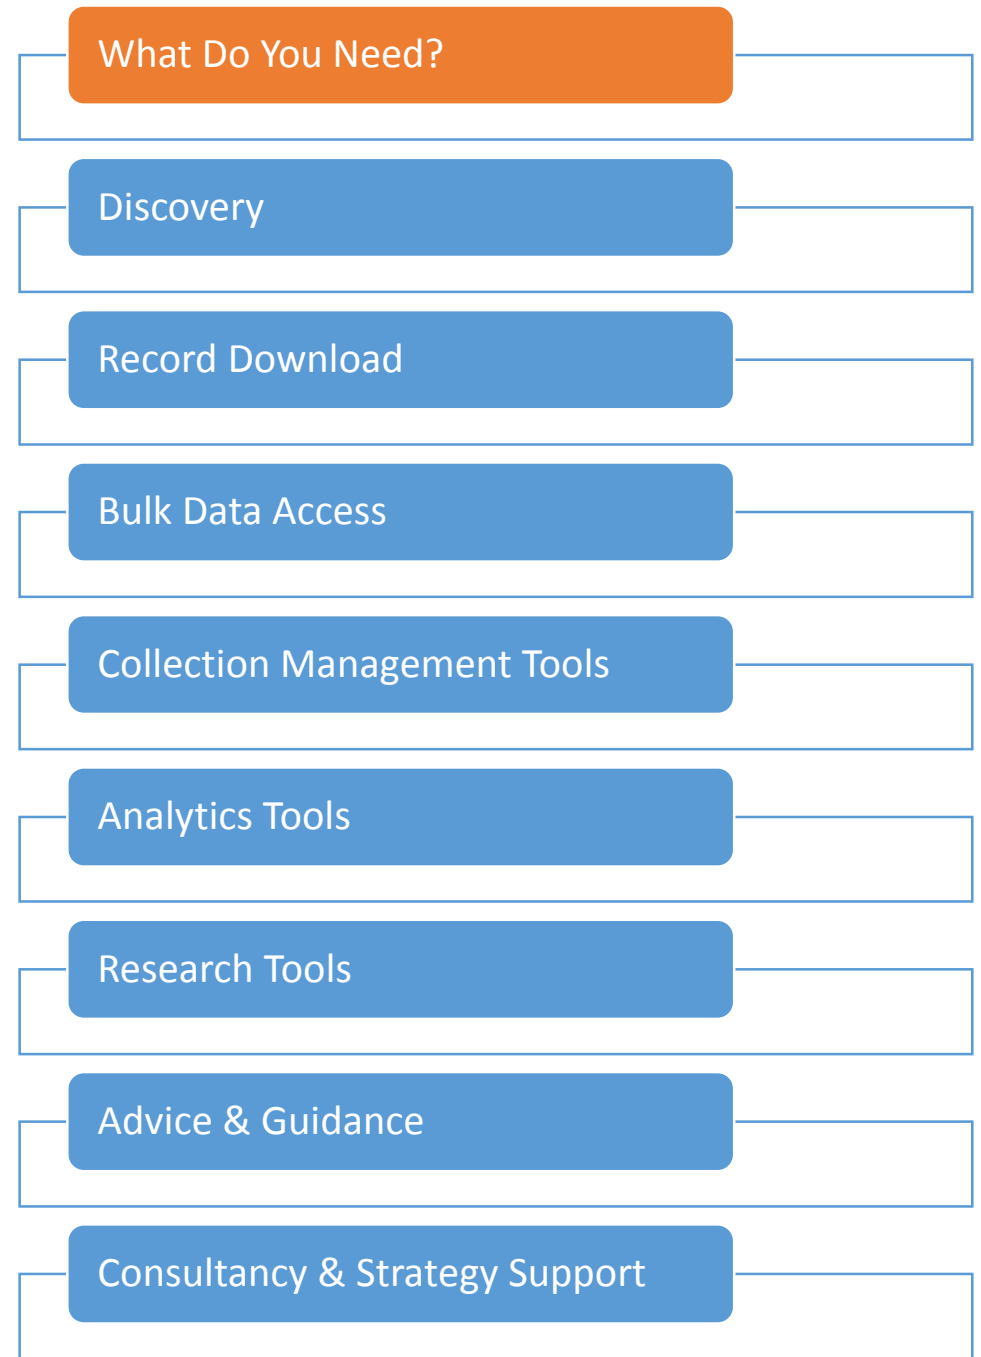 What Do You Need?
Discovery
Record Download
Bulk Data Access
Collection Management Tools
Analytics Tools
Research Tools
Advice & Guidance
Consultancy & Strategy Support